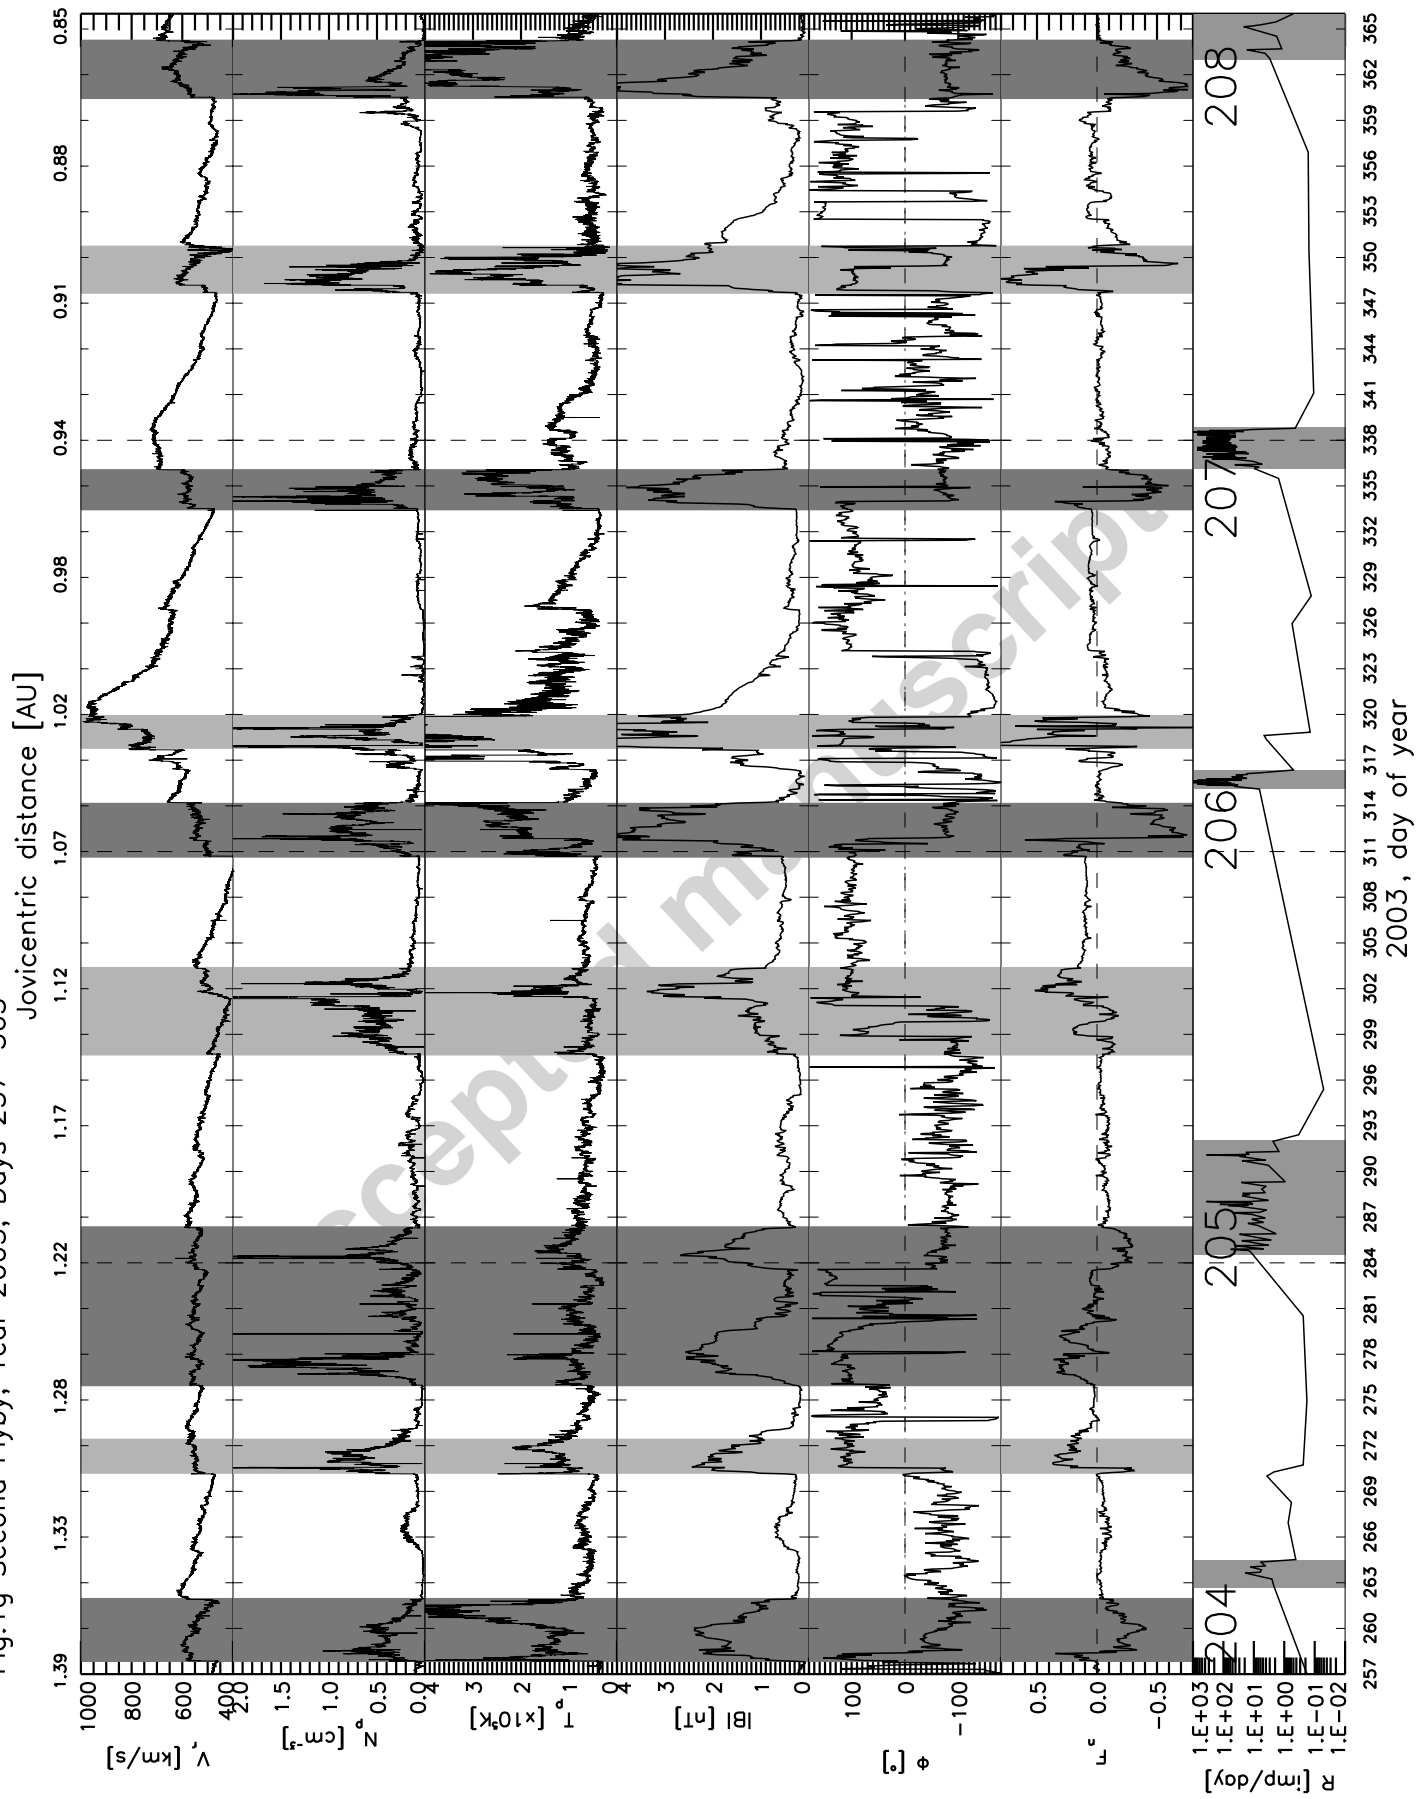 Second Flyby, Year 2003, Days 257-365
Jovicentric distance [AU]
1.39 1.33 1.28 1.22 1.17 1.12 1.07 1.02 0.98 0.94 0.91 0.88 0.85
1000
800
600
400
V r [km/s]
2.0
1.5
1.0
0.5
0.0
N p [cm⁻³]
4
3
2
1
0
T p [x10⁵K]
4
3
2
1
0
|B| [nT]
100
0
-100
Φ [°]
0.5
0.0
-0.5
F n
1.E+03
1.E+02
1.E+01
1.E+00
1.E-01
1.E-02
R [imp/day]
204 205 206 207 208
257 260 263 266 269 272 275 278 281 284 287 290 293 296 299 302 305 308 311 314 317 320 323 326 329 332 335 338 341 344 347 350 353 356 359 362 365
2003, day of year
cepted manuscript